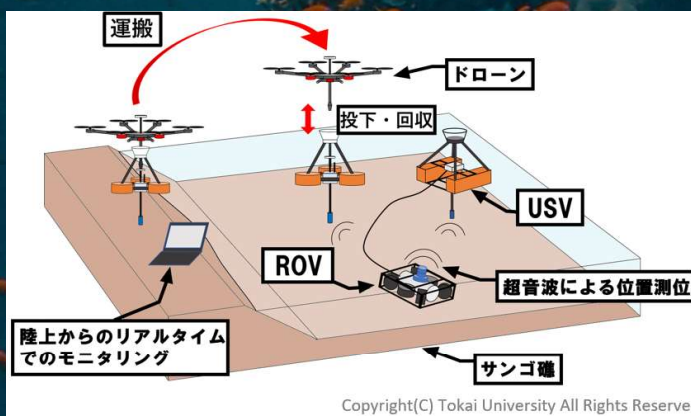 運搬
ドローン
投下・回収
USV
ROV
超音波による位置測位
陸上からのリアルタイム
でのモニタリング
サンゴ礁
Copyright(C) Tokai University All Rights Reserve